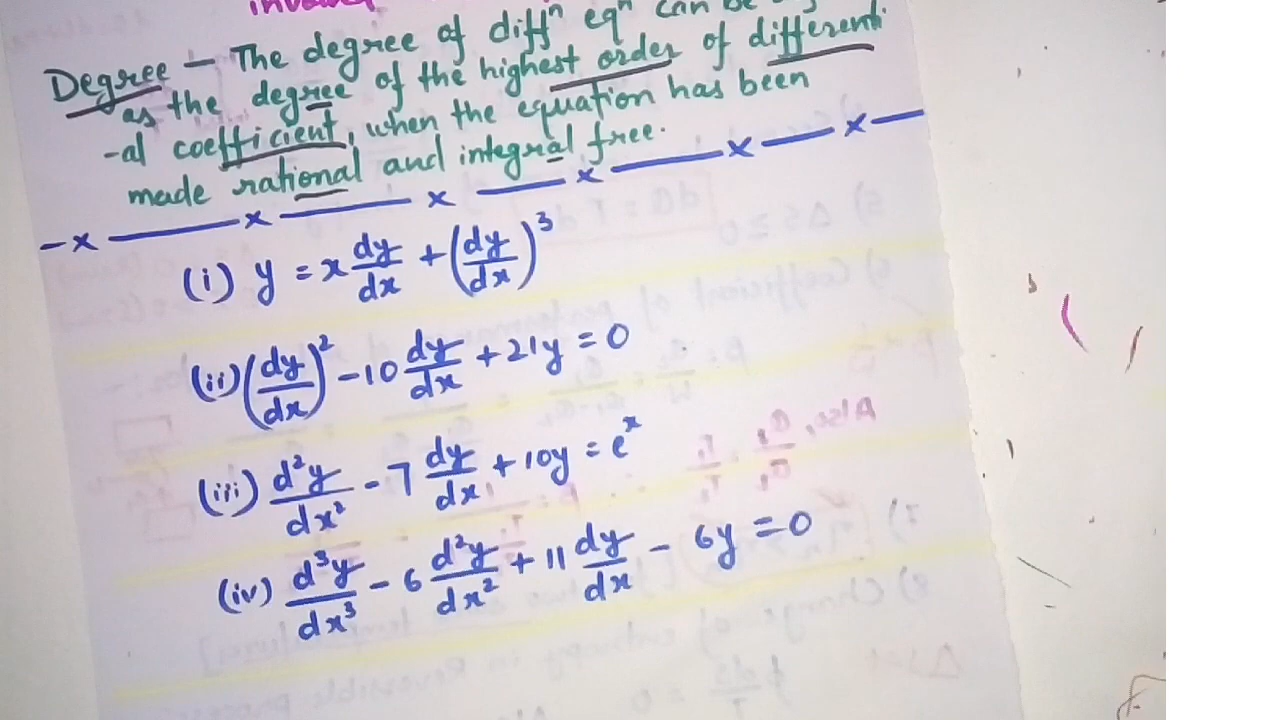 Degree — The degree of diffⁿ eqⁿ can be
as the degree of the highest order of differenti
-al coefficient, when the equation has been
made rational and integral free.
(i) y = x dy/dx + (dy/dx)³
(ii) (dy/dx)² - 10 dy/dx + 21y = 0
(iii) d²y/dx² - 7 dy/dx + 10y = eˣ
(iv) d³y/dx³ - 6 d²y/dx² + 11 dy/dx - 6y = 0